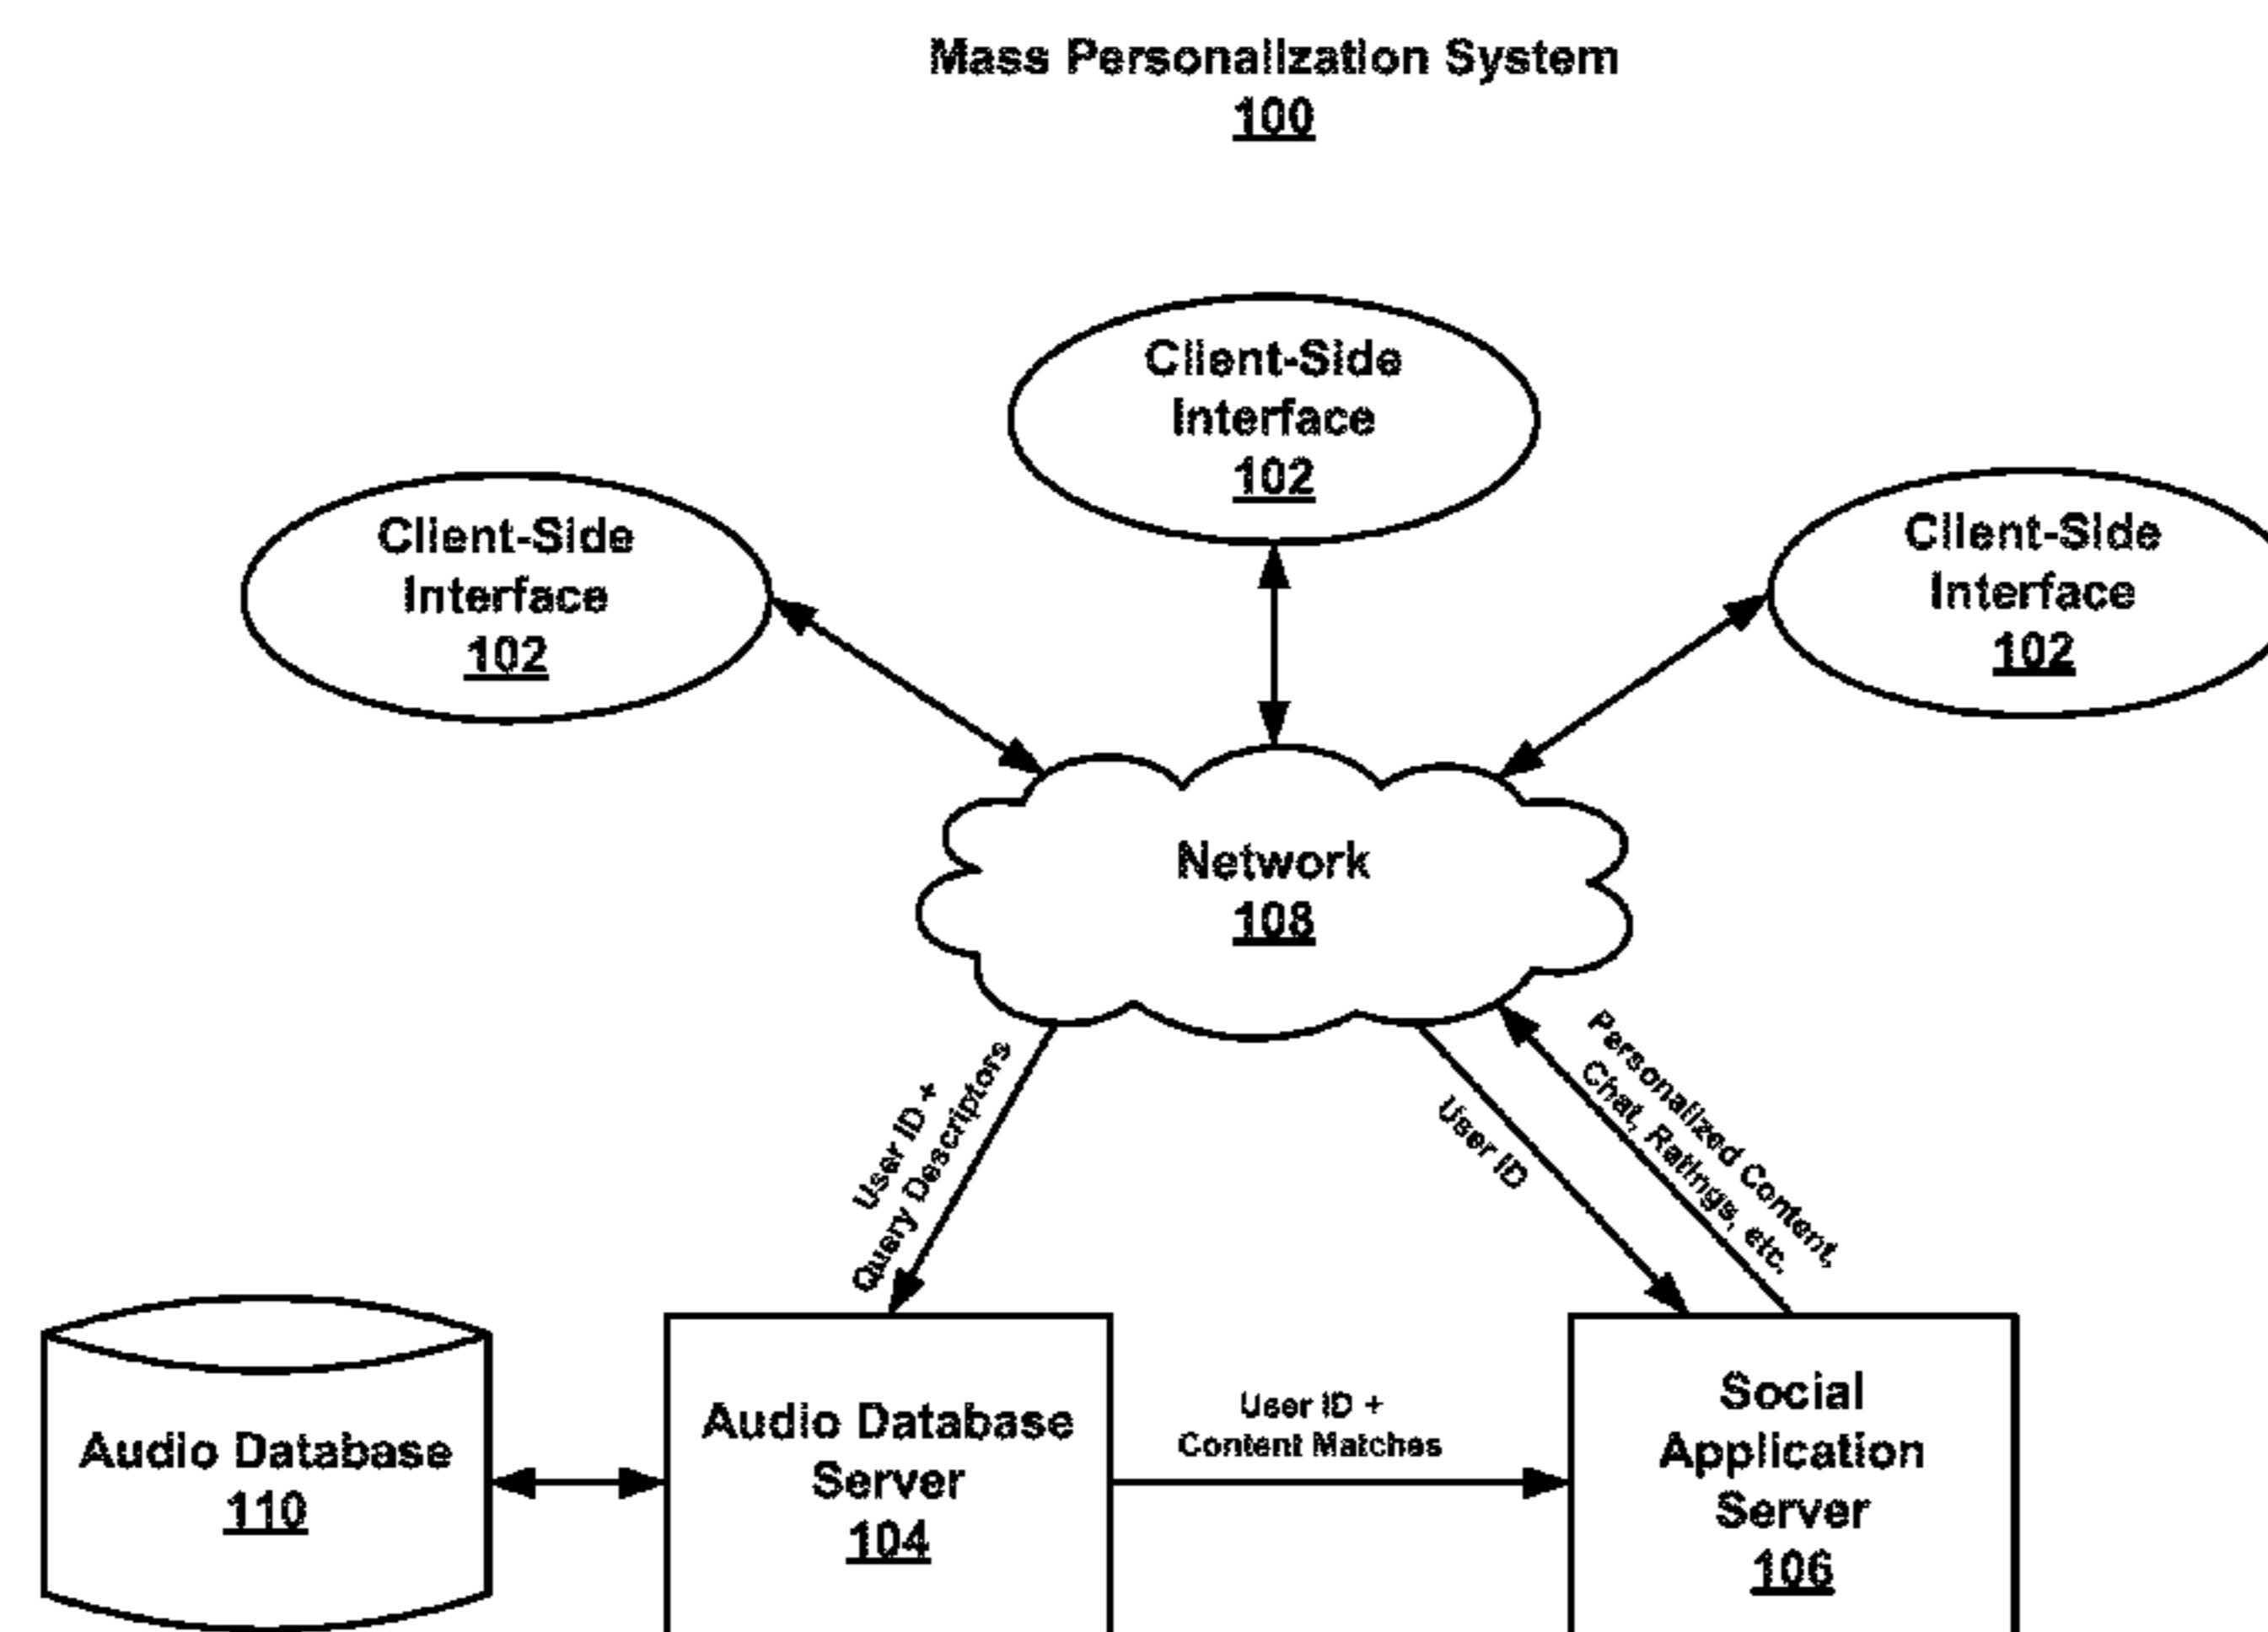 Mass Personalization System
100
Client-Side
Interface
102
Client-Side
Interface
102
Client-Side
Interface
102
Network
108
User ID +
Query Descriptors
User ID
Personalized Content,
Chat, Ratings, etc.
Audio Database
110
Audio Database
Server
104
User ID +
Content Matches
Social
Application
Server
106